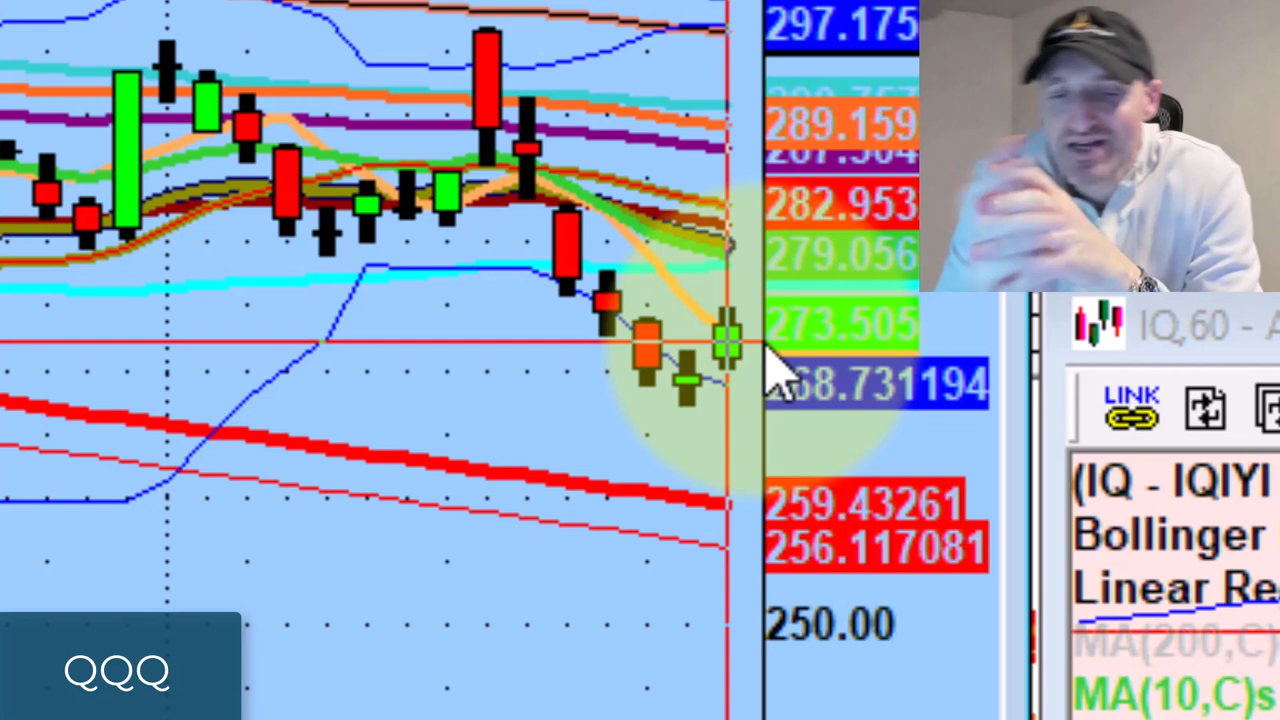 297.175
289.159
282.953
279.056
273.505
68.731194
259.43261
256.117081
250.00
IQ,60 - A
LINK
(IQ - IQIYI
Bollinger
Linear Re
MA(200,C)
MA(10,C)s
QQQ